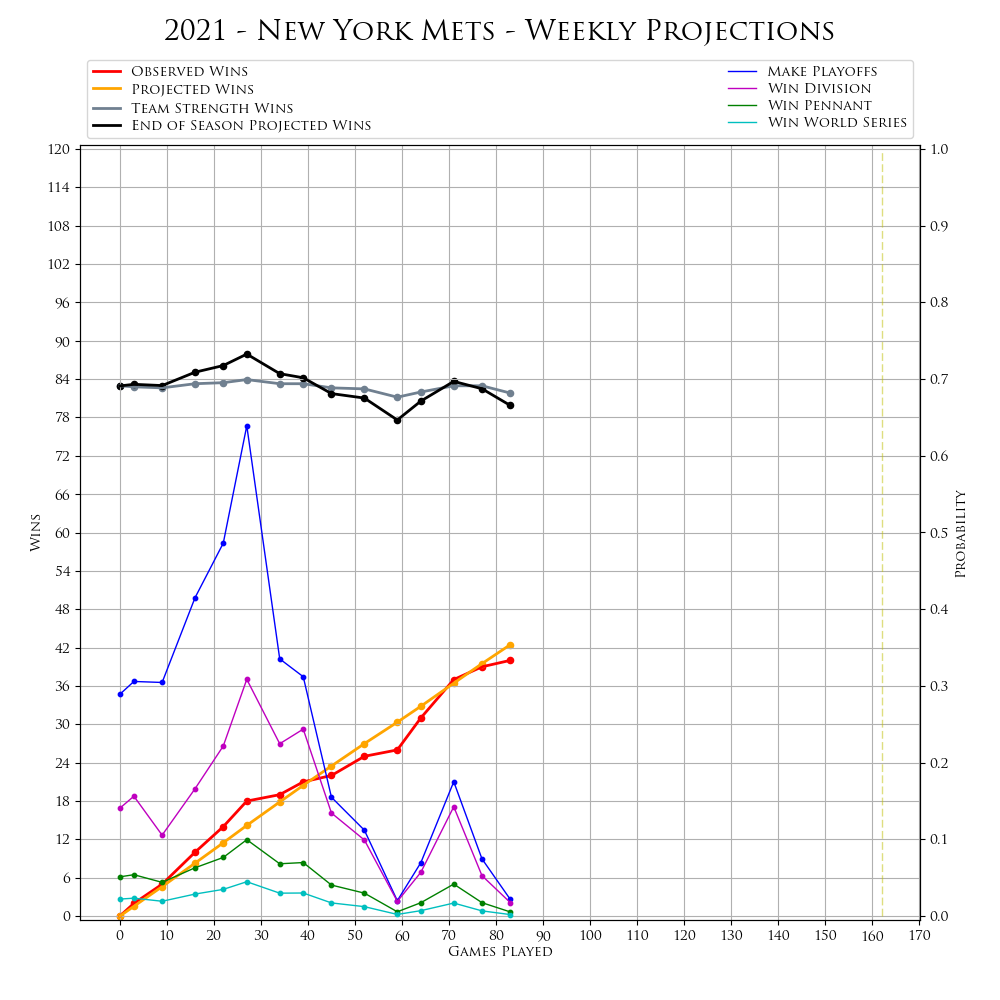 2021 - New York Mets - Weekly Projections
Observed Wins
Projected Wins
Team Strength Wins
End of Season Projected Wins
Make Playoffs
Win Division
Win Pennant
Win World Series
120
114
108
102
96
90
84
78
72
66
60
54
48
42
36
30
24
18
12
6
0
Wins
1.0
0.9
0.8
0.7
0.6
0.5
0.4
0.3
0.2
0.1
0.0
Probability
0 10 20 30 40 50 60 70 80 90 100 110 120 130 140 150 160 170
Games Played